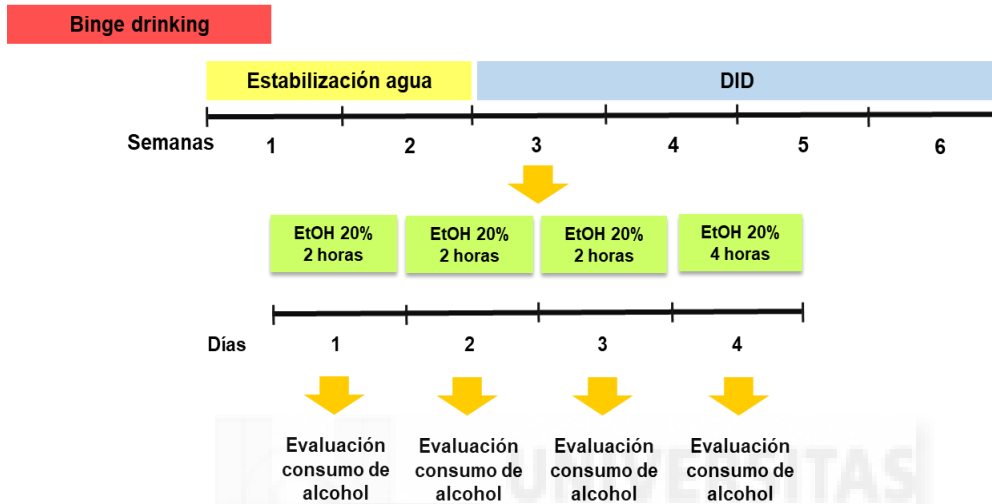 Binge drinking
Estabilización agua
DID
Semanas
1
2
3
4
5
6
EtOH 20%
2 horas
EtOH 20%
2 horas
EtOH 20%
2 horas
EtOH 20%
4 horas
Días
1
2
3
4
Evaluación
consumo de
alcohol
Evaluación
consumo de
alcohol
Evaluación
consumo de
alcohol
Evaluación
consumo de
alcohol
UNIVERSITAS